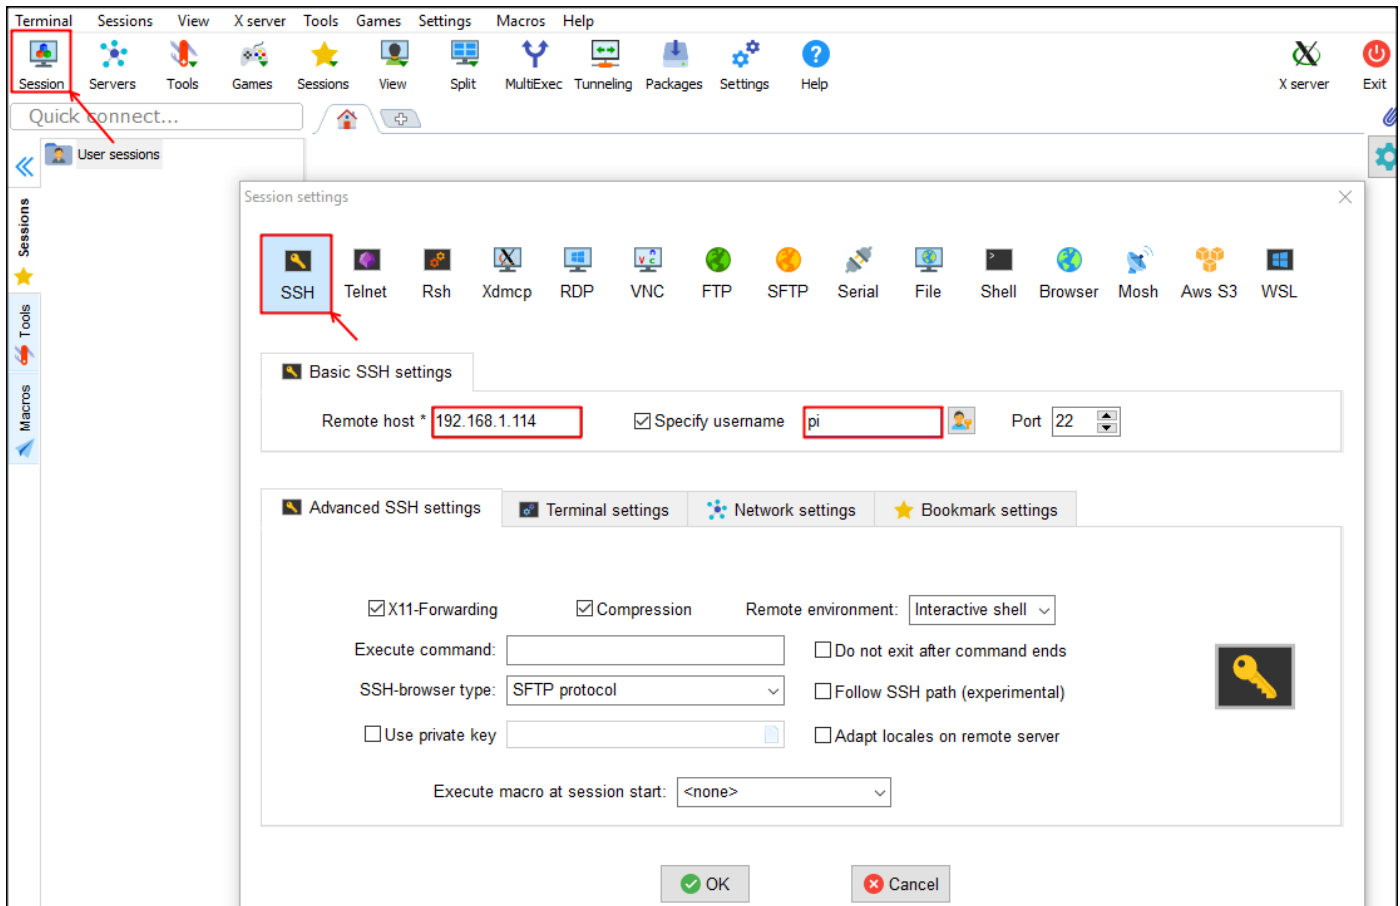 Terminal Sessions View X server Tools Games Settings Macros Help
Session Servers Tools Games Sessions View Split MultiExec Tunneling Packages Settings Help X server Exit
Quick connect...
User sessions
Sessions
Tools
Macros
Session settings
SSH Telnet Rsh Xdmcp RDP VNC FTP SFTP Serial File Shell Browser Mosh Aws S3 WSL
Basic SSH settings
Remote host * 192.168.1.114 Specify username pi Port 22
Advanced SSH settings Terminal settings Network settings Bookmark settings
X11-Forwarding Compression Remote environment: Interactive shell
Execute command: Do not exit after command ends
SSH-browser type: SFTP protocol Follow SSH path (experimental)
Use private key Adapt locales on remote server
Execute macro at session start: <none>
OK Cancel